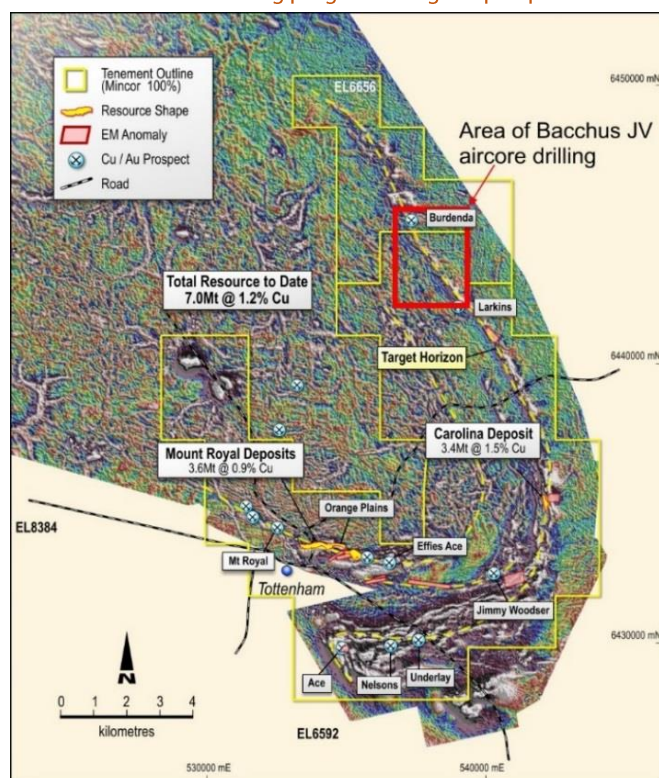 Tenement Outline
(Mincor 100%)
Resource Shape
EM Anomaly
Cu / Au Prospect
Road
EL6656
6450000 mN
Area of Bacchus JV
aircore drilling
Burdenda
Total Resource to Date
7.0Mt @ 1.2% Cu
Larkins
Target Horizon
6440000 mN
Mount Royal Deposits
3.6Mt @ 0.9% Cu
Carolina Deposit
3.4Mt @ 1.5% Cu
Orange Plains
EL8384
Mt Royal
Effies Ace
Tottenham
Jimmy Woodser
6430000 mN
Ace
Nelsons
Underlay
N
0 1 2 3 4
kilometres
EL6592
530000 mE
540000 mE